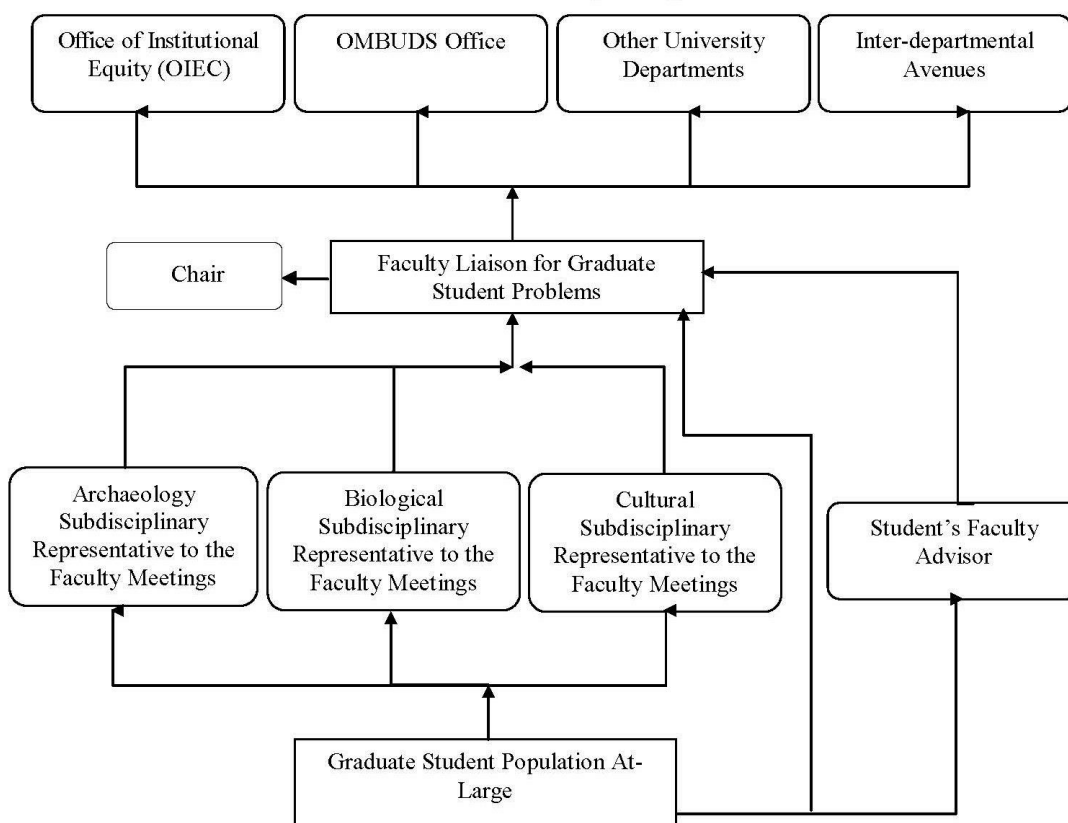 Office of Institutional
Equity (OIEC)
OMBUDS Office
Other University
Departments
Inter-departmental
Avenues
Chair
Faculty Liaison for Graduate
Student Problems
Archaeology
Subdisciplinary
Representative to the
Faculty Meetings
Biological
Subdisciplinary
Representative to the
Faculty Meetings
Cultural
Subdisciplinary
Representative to the
Faculty Meetings
Student’s Faculty
Advisor
Graduate Student Population At-
Large